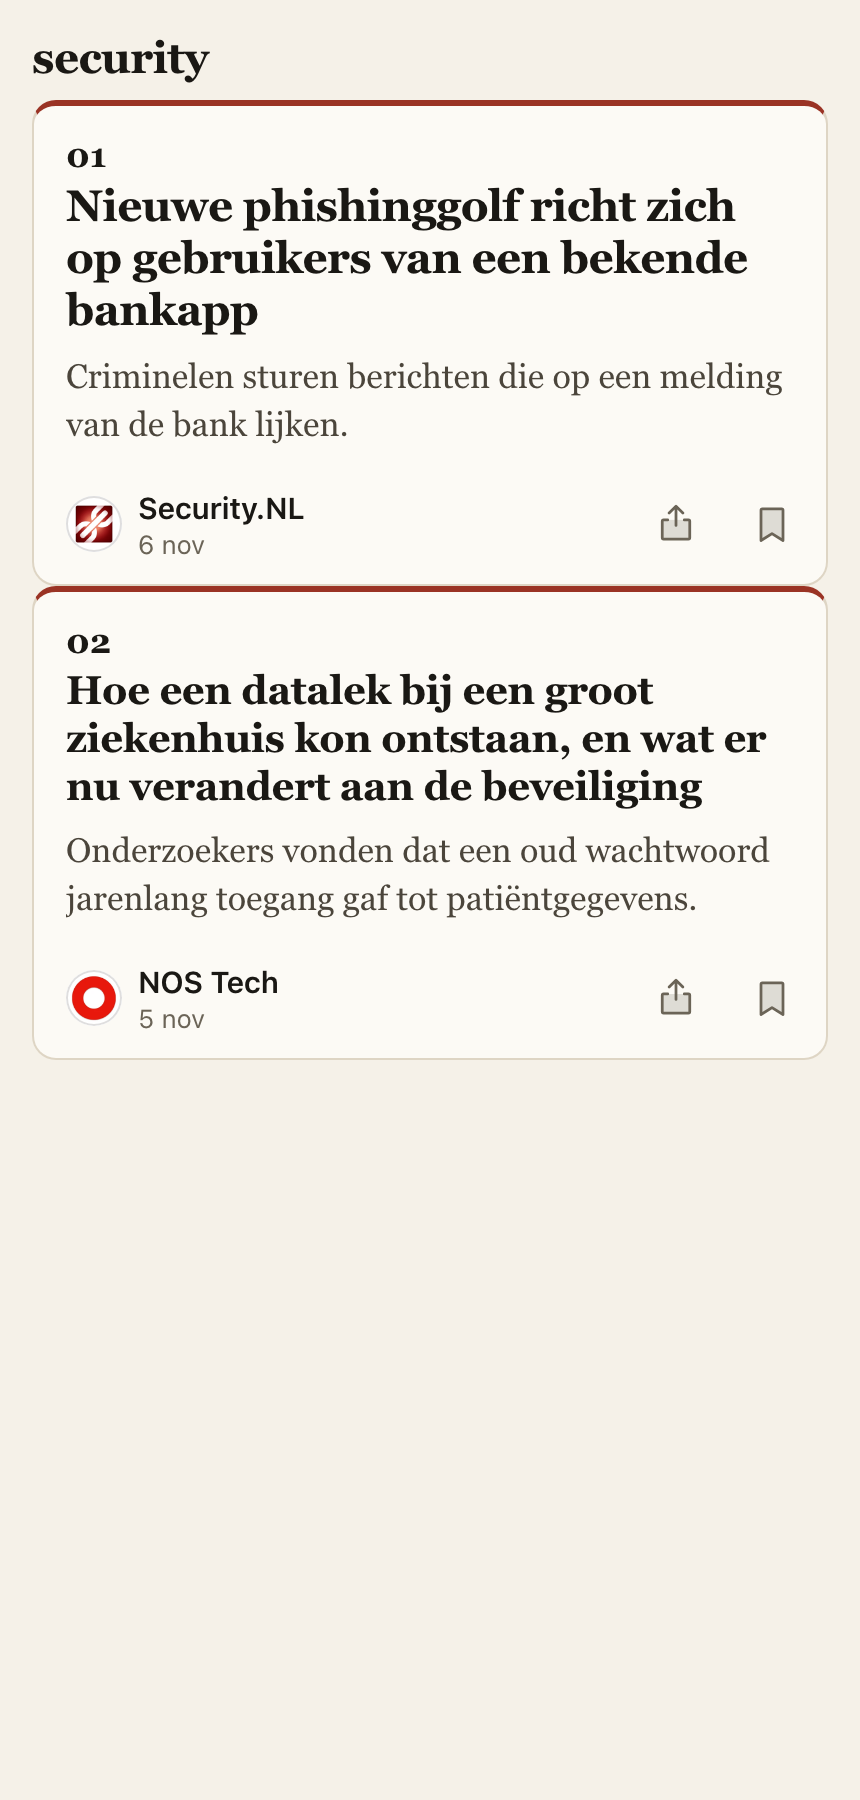 security
01
Nieuwe phishinggolf richt zich
op gebruikers van een bekende
bankapp
Criminelen sturen berichten die op een melding
van de bank lijken.
Security.NL
6 nov
02
Hoe een datalek bij een groot
ziekenhuis kon ontstaan, en wat er
nu verandert aan de beveiliging
Onderzoekers vonden dat een oud wachtwoord
jarenlang toegang gaf tot patiëntgegevens.
NOS Tech
5 nov